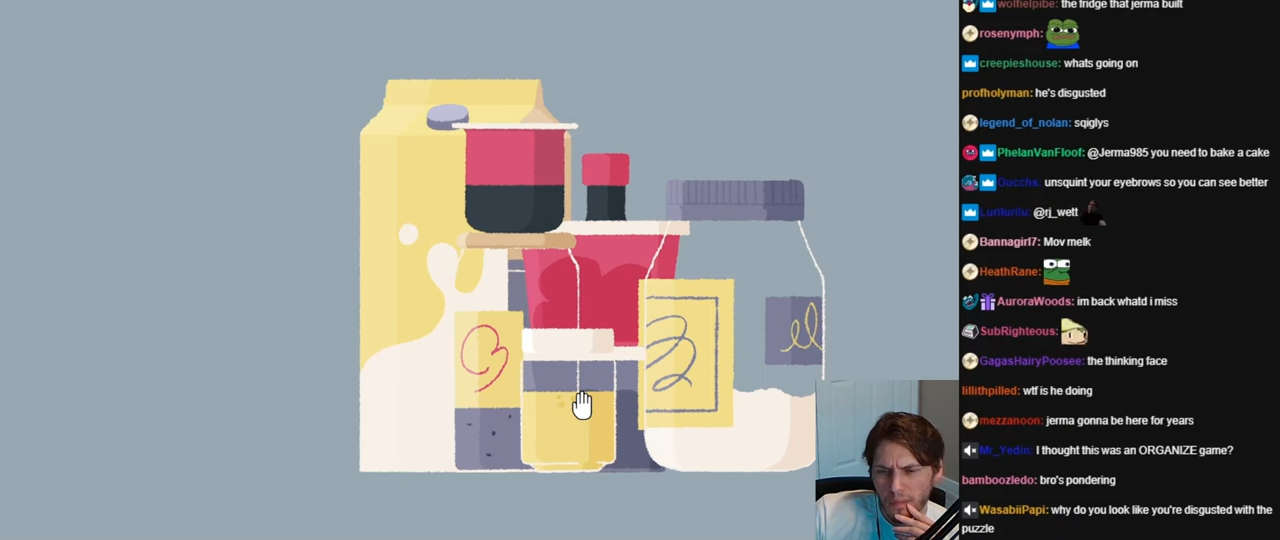 wolfielpibe: the fridge that jerma built
rosenymph:
creepieshouse: whats going on
profholyman: he's disgusted
legend_of_nolan: sqiglys
PhelanVanFloof: @Jerma985 you need to bake a cake
Oucchs: unsquint your eyebrows so you can see better
Lurilurilu: @rj_wett
Bannagirl7: Mov melk
HeathRane:
AuroraWoods: im back whatd i miss
SubRighteous:
GagasHairyPoosee: the thinking face
lillithpilled: wtf is he doing
mezzanoon: jerma gonna be here for years
Mr_Yedin: I thought this was an ORGANIZE game?
bamboozledo: bro's pondering
WasabiiPapi: why do you look like you're disgusted with the
puzzle